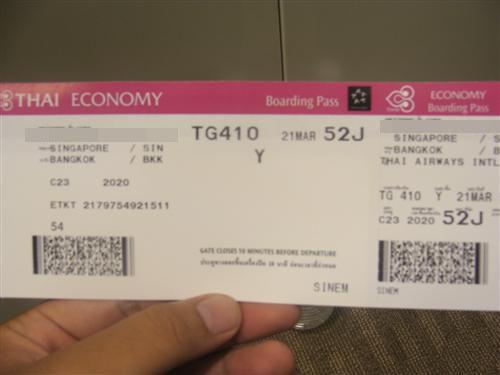 THAI ECONOMY
Boarding Pass
TG410 21MAR 52J
SINGAPORE / SIN
Y
BANGKOK / BKK
C23 2020
ETKT 2179754921511
54
GATE CLOSES 10 MINUTES BEFORE DEPARTURE
SINEM
ECONOMY
Boarding Pass
SINGAPORE / S
BANGKOK / B
THAI AIRWAYS INTL
TG 410 21MAR
C23 2020 52J
SINEM